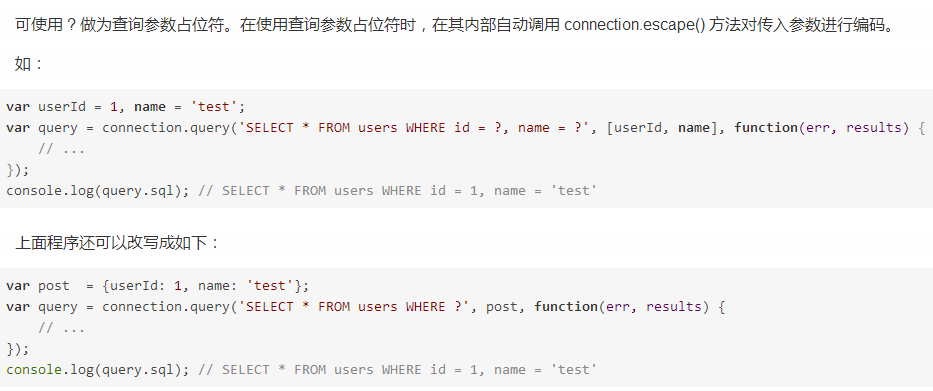 可使用 ? 做为查询参数占位符。在使用查询参数占位符时，在其内部自动调用 connection.escape() 方法对传入参数进行编码。
如：
var userId = 1, name = 'test';
var query = connection.query('SELECT * FROM users WHERE id = ?, name = ?', [userId, name], function(err, results) {
    // ...
});
console.log(query.sql); // SELECT * FROM users WHERE id = 1, name = 'test'
上面程序还可以改写成如下：
var post  = {userId: 1, name: 'test'};
var query = connection.query('SELECT * FROM users WHERE ?', post, function(err, results) {
    // ...
});
console.log(query.sql); // SELECT * FROM users WHERE id = 1, name = 'test'